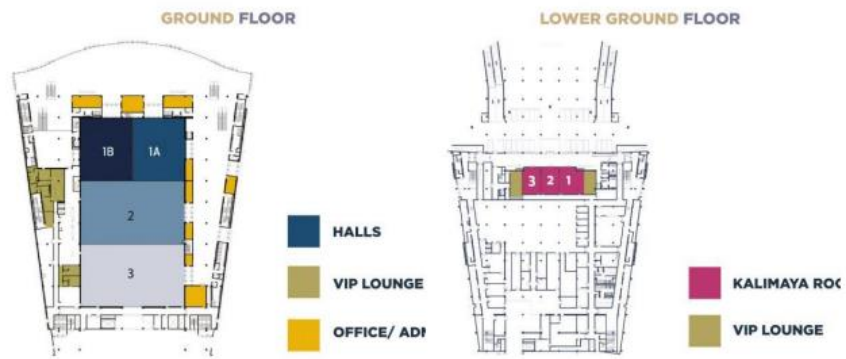 GROUND FLOOR
1B 1A
2
3
HALLS
VIP LOUNGE
OFFICE/ ADM
LOWER GROUND FLOOR
3 2 1
KALIMAYA ROO
VIP LOUNGE